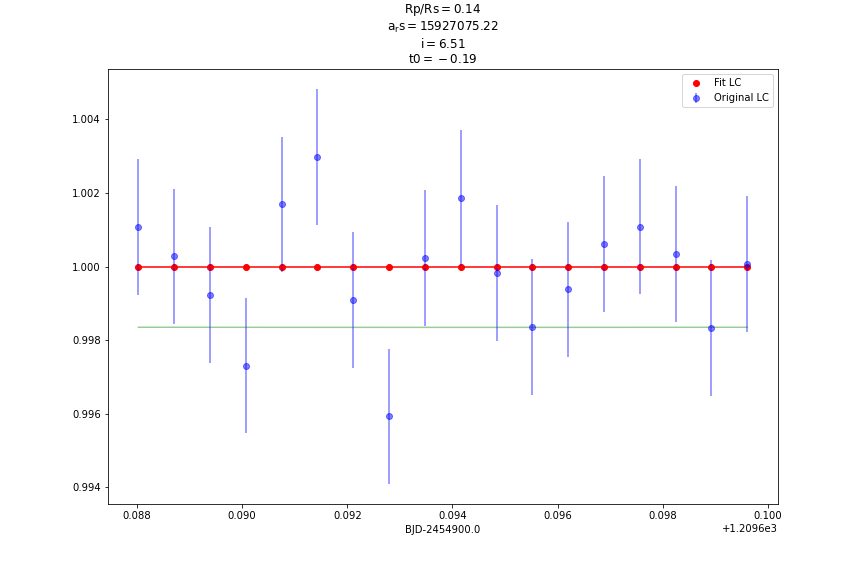 Rp/Rs = 0.14
aᵣs = 15927075.22
i = 6.51
t0 = −0.19
Fit LC
Original LC
1.004
1.002
1.000
0.998
0.996
0.994
0.088
0.090
0.092
0.094
0.096
0.098
0.100
BJD-2454900.0
+1.2096e3